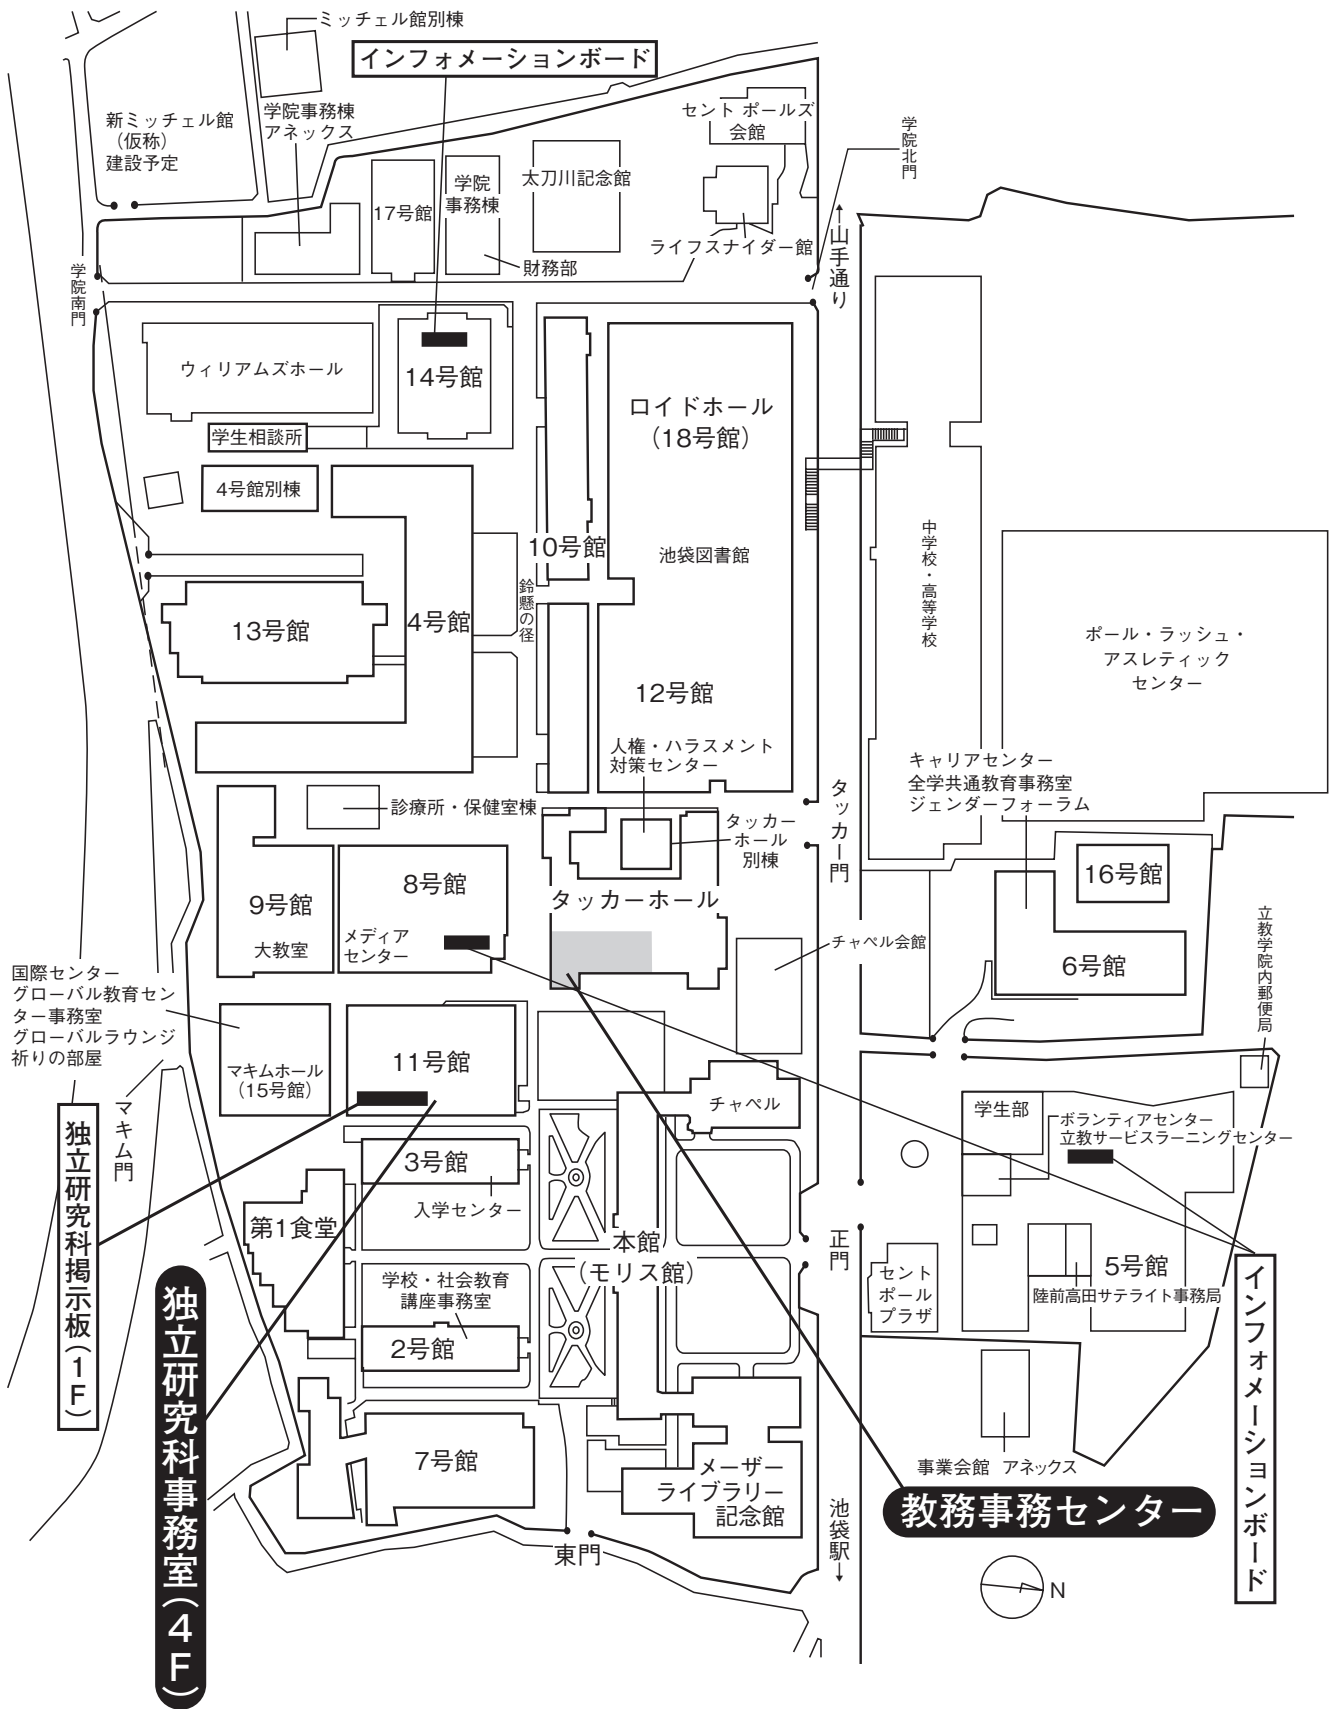 ミッチェル館別棟
インフォメーションボード
新ミッチェル館
（仮称）
建設予定
学院事務棟
アネックス
セント ポールズ
会館
学院北門
17号館
学院
事務棟
太刀川記念館
ライフスナイダー館
財務部
↑山手通り
学院南門
ウィリアムズホール
14号館
ロイドホール
（18号館）
学生相談所
4号館別棟
10号館
池袋図書館
中学校・高等学校
鈴懸の径
13号館
4号館
ポール・ラッシュ・
アスレティック
センター
12号館
人権・ハラスメント
対策センター
キャリアセンター
全学共通教育事務室
ジェンダーフォーラム
診療所・保健室棟
タッカー
ホール
別棟
タッカー門
8号館
9号館
大教室
メディア
センター
タッカーホール
16号館
チャペル会館
6号館
立教学院内郵便局
国際センター
グローバル教育セン
ター事務室
グローバルラウンジ
祈りの部屋
マキムホール
（15号館）
11号館
チャペル
学生部
ボランティアセンター
立教サービスラーニングセンター
マキム門
独立研究科掲示板（1F）
3号館
入学センター
第1食堂
本館
（モリス館）
正門
セント
ポール
プラザ
5号館
陸前高田サテライト事務局
インフォメーションボード
学校・社会教育
講座事務室
2号館
独立研究科事務室（4F）
7号館
メーザー
ライブラリー
記念館
事業会館 アネックス
教務事務センター
東門
池袋駅↓
N